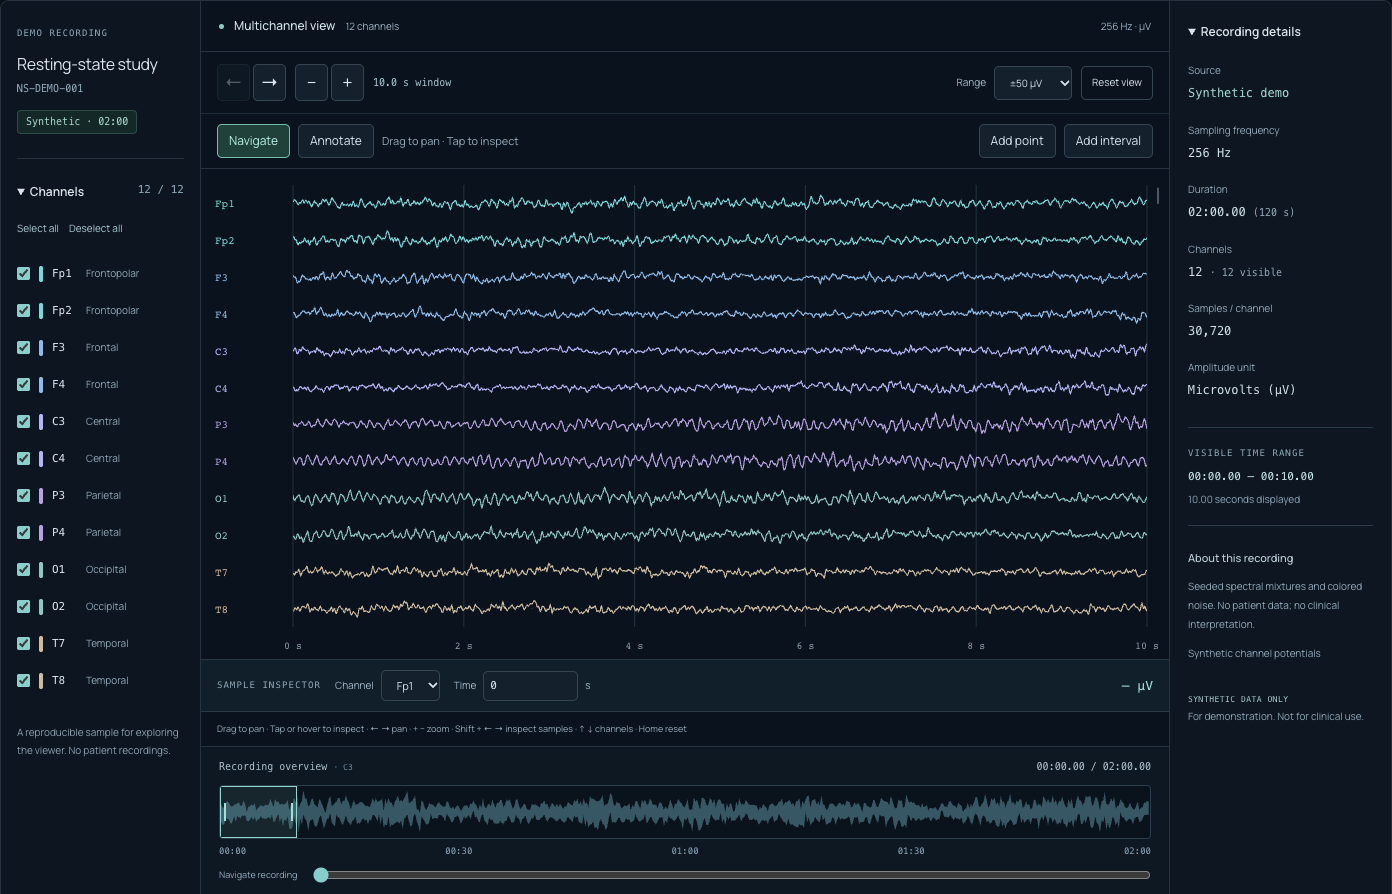 DEMO RECORDING
Resting-state study
NS-DEMO-001
Synthetic · 02:00
Channels 12 / 12
Select all Deselect all
Fp1 Frontopolar
Fp2 Frontopolar
F3 Frontal
F4 Frontal
C3 Central
C4 Central
P3 Parietal
P4 Parietal
O1 Occipital
O2 Occipital
T7 Temporal
T8 Temporal
A reproducible sample for exploring
the viewer. No patient recordings.
Multichannel view 12 channels 256 Hz · µV
← → − + 10.0 s window Range ±50 µV Reset view
Navigate Annotate Drag to pan · Tap to inspect Add point Add interval
Fp1
Fp2
F3
F4
C3
C4
P3
P4
O1
O2
T7
T8
0 s 2 s 4 s 6 s 8 s 10 s
SAMPLE INSPECTOR Channel Fp1 Time 0 s — µV
Drag to pan · Tap or hover to inspect · ← → pan · + − zoom · Shift + ← → inspect samples · ↑ ↓ channels · Home reset
Recording overview · C3 00:00.00 / 02:00.00
00:00 00:30 01:00 01:30 02:00
Navigate recording
Recording details
Source
Synthetic demo
Sampling frequency
256 Hz
Duration
02:00.00 (120 s)
Channels
12 · 12 visible
Samples / channel
30,720
Amplitude unit
Microvolts (µV)
VISIBLE TIME RANGE
00:00.00 — 00:10.00
10.00 seconds displayed
About this recording
Seeded spectral mixtures and colored
noise. No patient data; no clinical
interpretation.
Synthetic channel potentials
SYNTHETIC DATA ONLY
For demonstration. Not for clinical use.